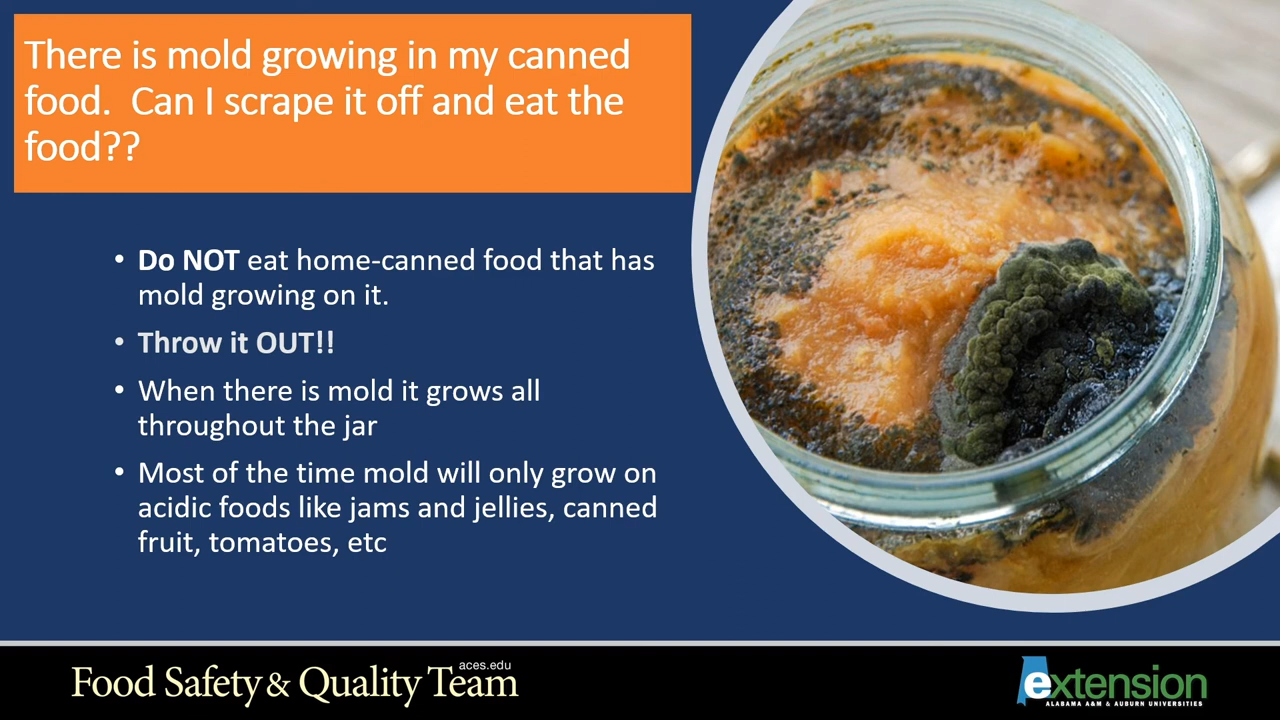 There is mold growing in my canned
food.  Can I scrape it off and eat the
food??
• Do NOT eat home-canned food that has
mold growing on it.
• Throw it OUT!!
• When there is mold it grows all
throughout the jar
• Most of the time mold will only grow on
acidic foods like jams and jellies, canned
fruit, tomatoes, etc
Food Safety & Quality Team aces.edu
extension
ALABAMA A&M & AUBURN UNIVERSITIES